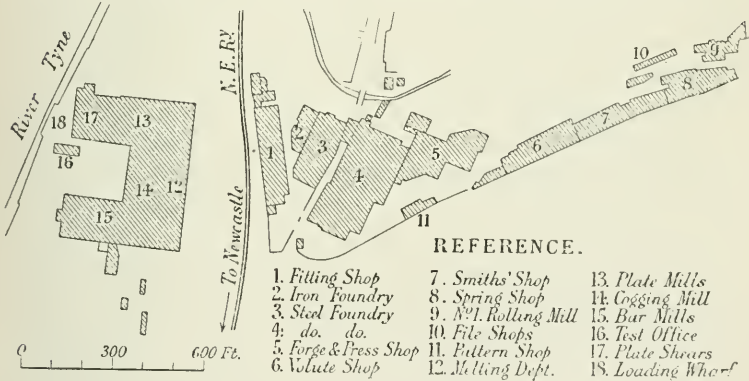 River Tyne
N.E.Ry.
To Newcastle
10
9
8
7
6
17
13
18
16
14
12
15
1
2
3
4
5
11
REFERENCE.
1. Fitting Shop
2. Iron Foundry
3. Steel Foundry
4. do. do.
5. Forge & Press Shop
6. Volute Shop
7. Smiths' Shop
8. Spring Shop
9. No.1. Rolling Mill
10. File Shops
11. Pattern Shop
12. Melting Dept.
13. Plate Mills
14. Cogging Mill
15. Bar Mills
16. Test Office
17. Plate Shears
18. Loading Wharf
0 300 600 Ft.